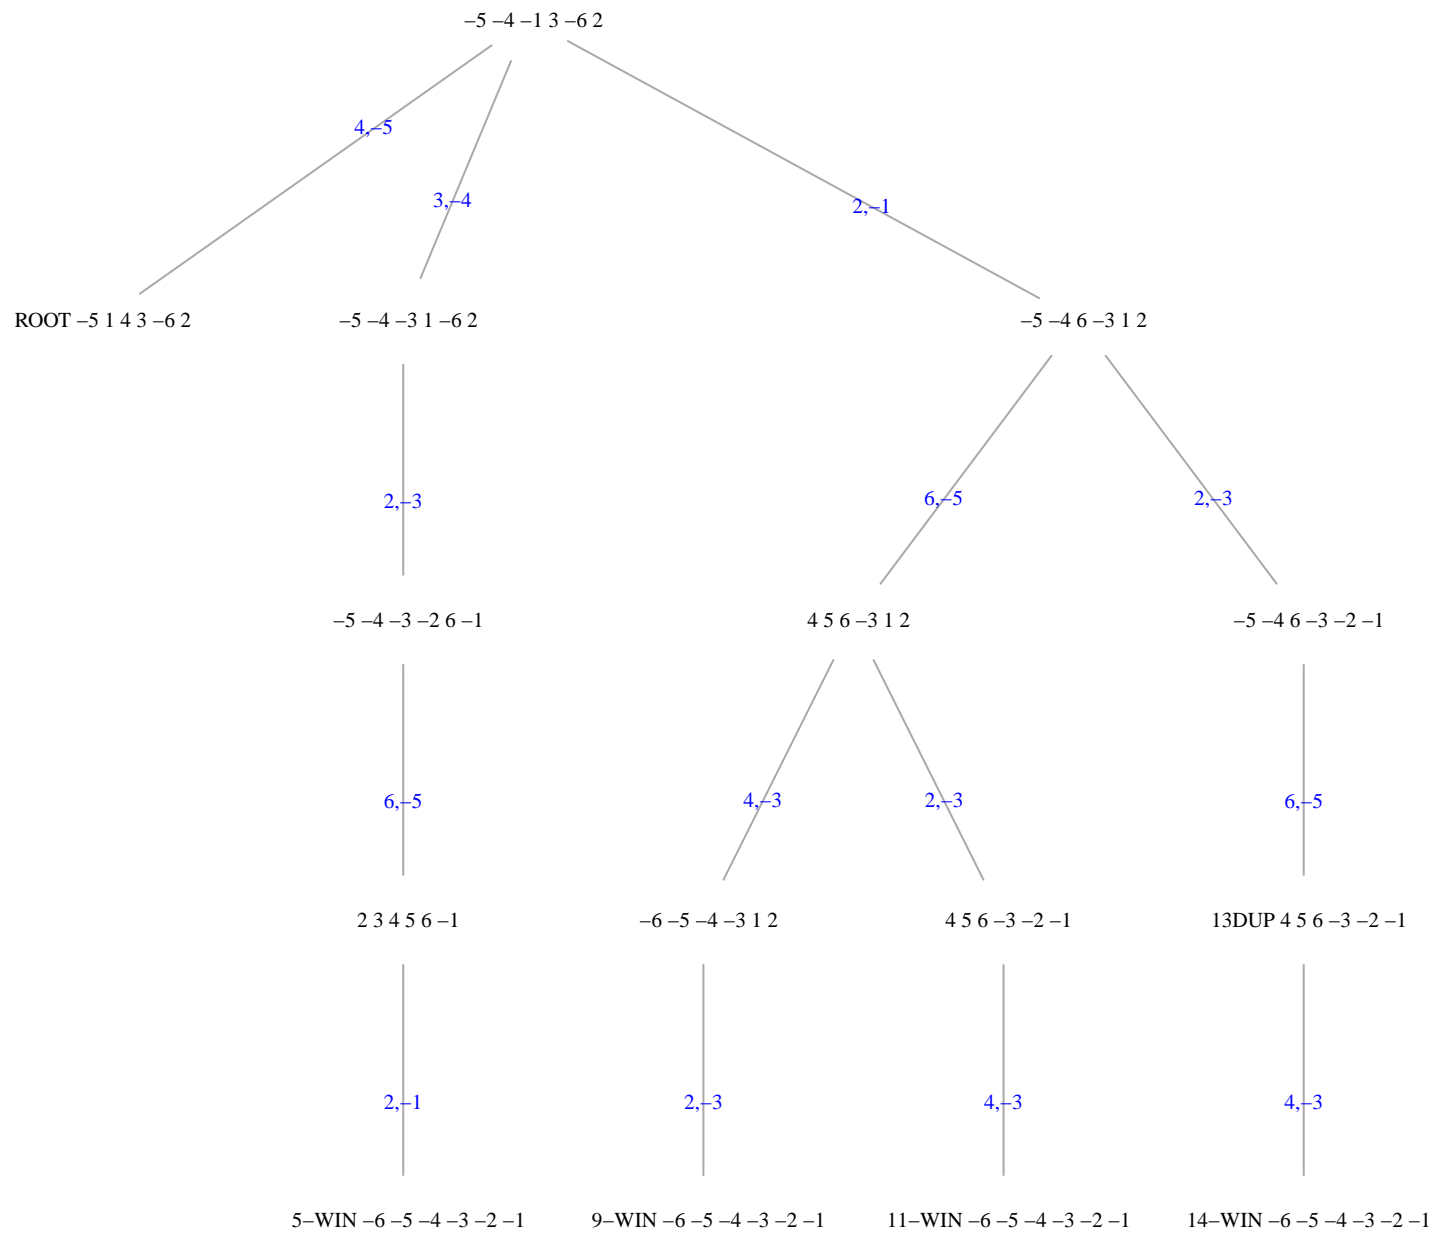 –5 –4 –1 3 –6 2
4,–5
3,–4
2,–1
ROOT –5 1 4 3 –6 2
–5 –4 –3 1 –6 2
–5 –4 6 –3 1 2
2,–3
6,–5
2,–3
–5 –4 –3 –2 6 –1
4 5 6 –3 1 2
–5 –4 6 –3 –2 –1
6,–5
4,–3
2,–3
6,–5
2 3 4 5 6 –1
–6 –5 –4 –3 1 2
4 5 6 –3 –2 –1
13DUP 4 5 6 –3 –2 –1
2,–1
2,–3
4,–3
4,–3
5–WIN –6 –5 –4 –3 –2 –1
9–WIN –6 –5 –4 –3 –2 –1
11–WIN –6 –5 –4 –3 –2 –1
14–WIN –6 –5 –4 –3 –2 –1